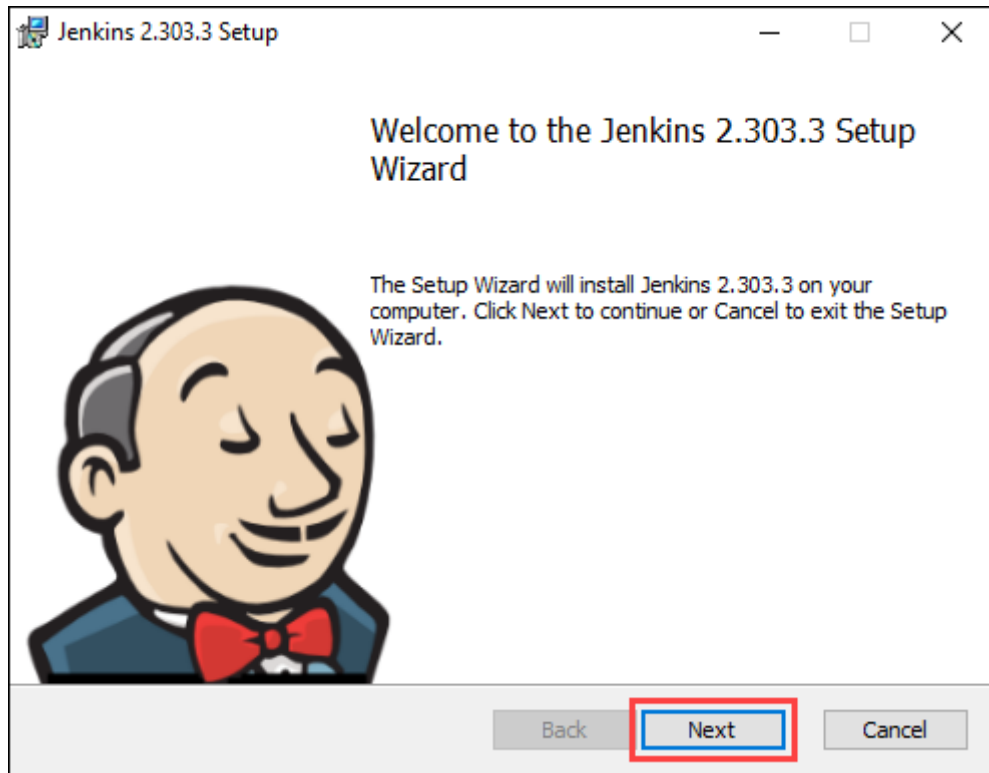 Jenkins 2.303.3 Setup
Welcome to the Jenkins 2.303.3 Setup
Wizard
The Setup Wizard will install Jenkins 2.303.3 on your
computer. Click Next to continue or Cancel to exit the Setup
Wizard.
Back Next Cancel